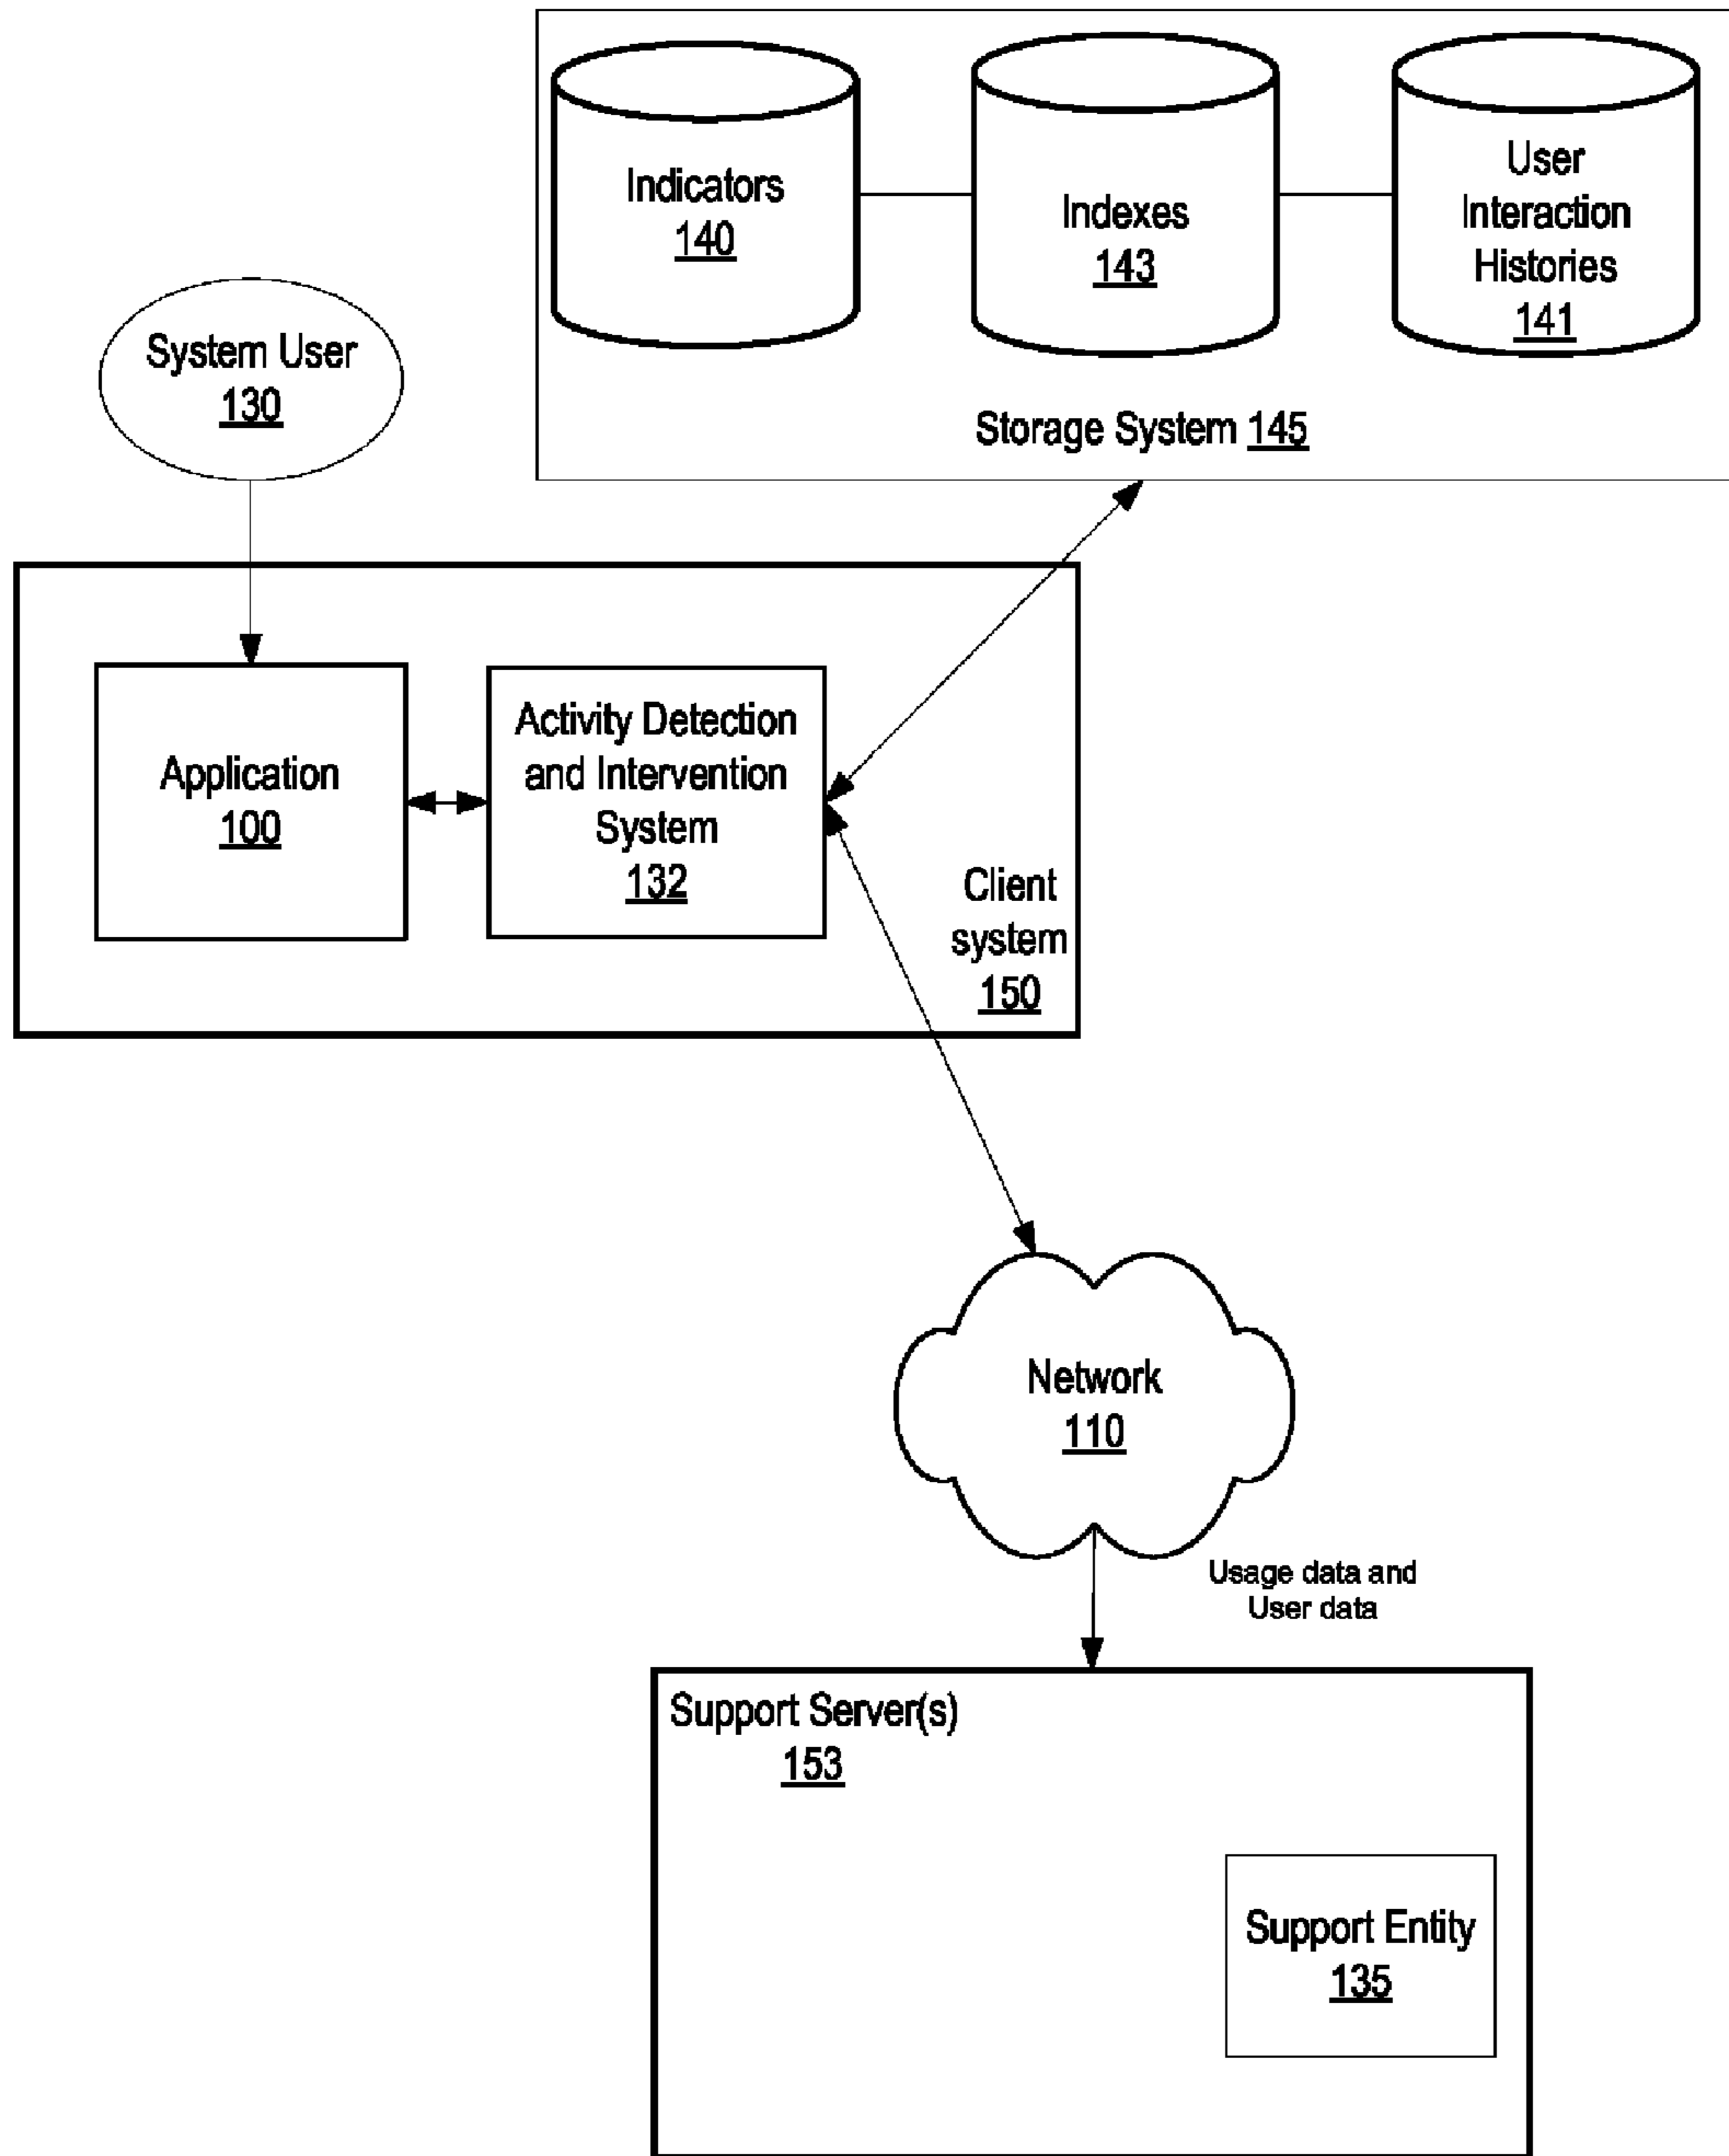 Indicators
140
Indexes
143
User
Interaction
Histories
141
Storage System 145
System User
130
Application
100
Activity Detection
and Intervention
System
132
Client
system
150
Network
110
Usage data and
User data
Support Server(s)
153
Support Entity
135